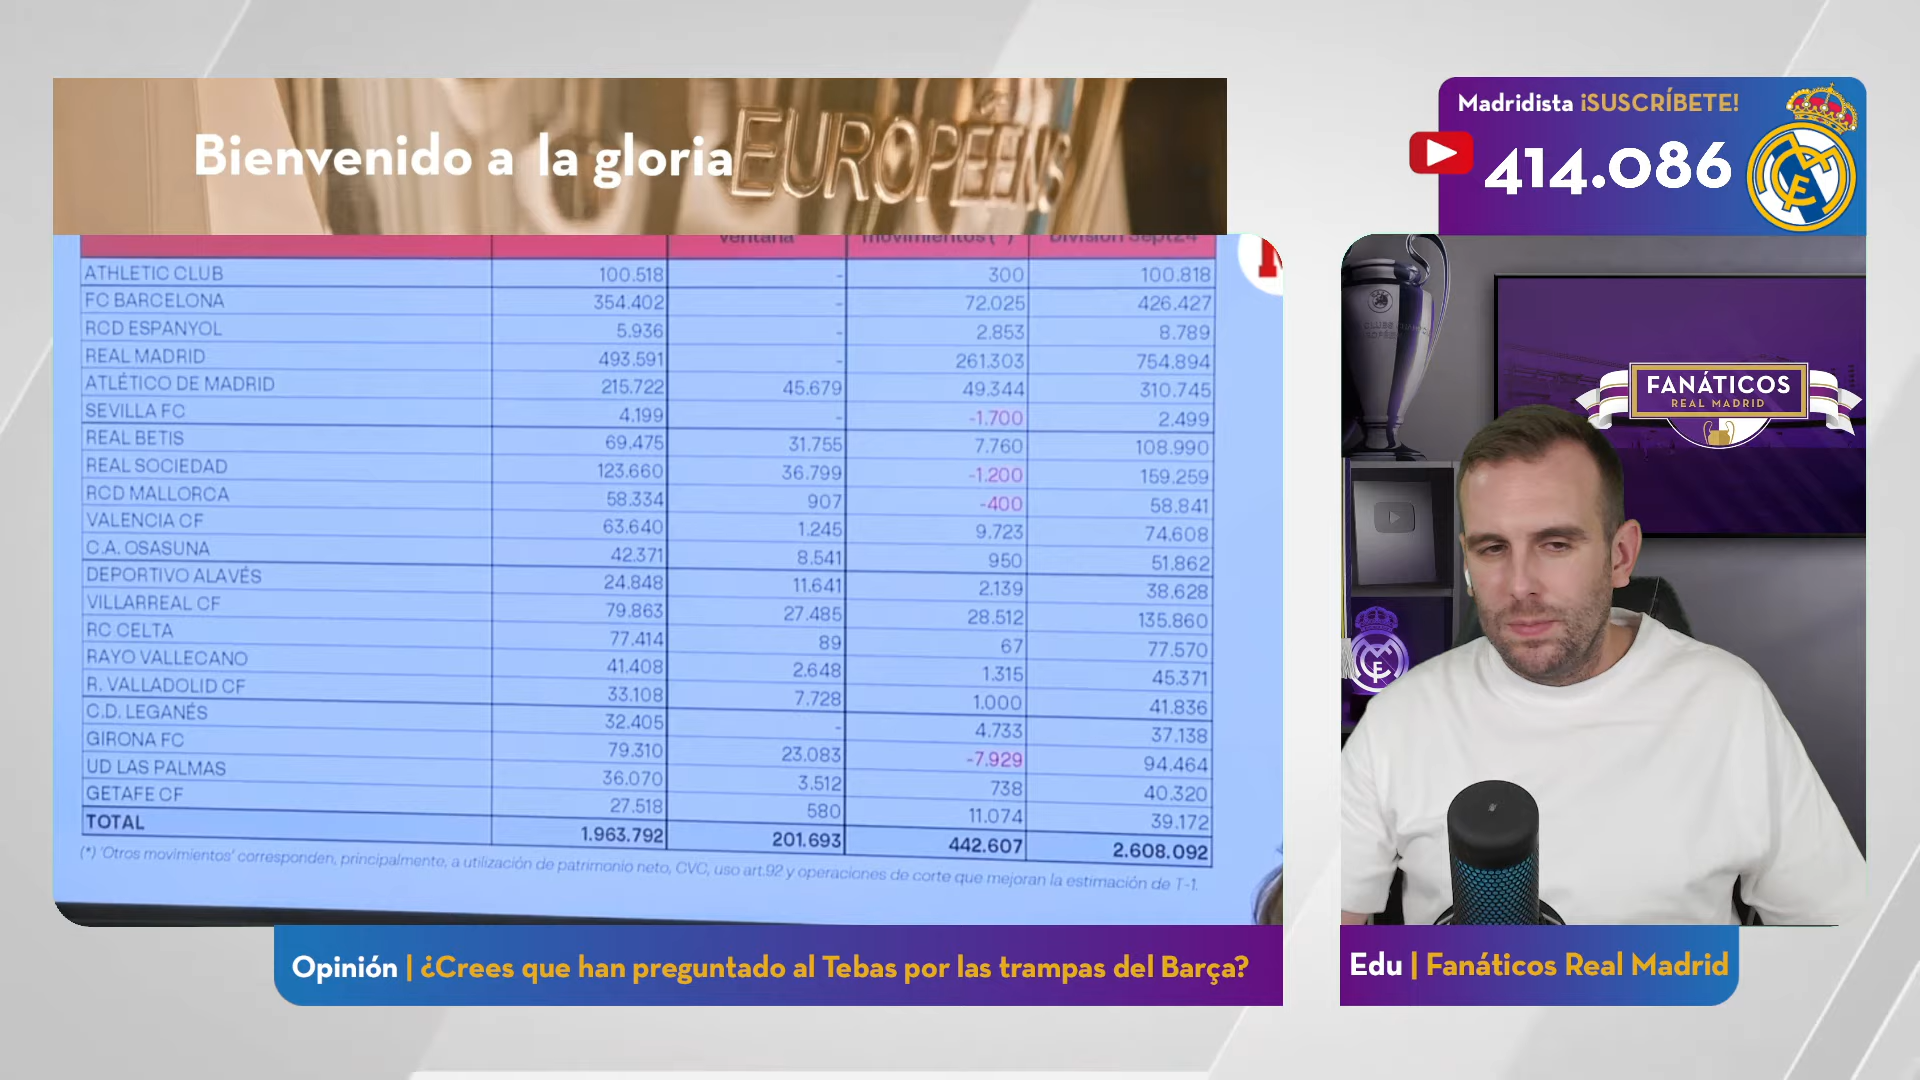 Bienvenido a la gloria
EUROPÉENS
Madridista ¡SUSCRÍBETE!
414.086
ventana movimientos (*) División Sept24
ATHLETIC CLUB 100.518 - 300 100.818
FC BARCELONA 354.402 - 72.025 426.427
RCD ESPANYOL 5.936 - 2.853 8.789
REAL MADRID 493.591 - 261.303 754.894
ATLÉTICO DE MADRID 215.722 45.679 49.344 310.745
SEVILLA FC 4.199 - -1.700 2.499
REAL BETIS 69.475 31.755 7.760 108.990
REAL SOCIEDAD 123.660 36.799 -1.200 159.259
RCD MALLORCA 58.334 907 -400 58.841
VALENCIA CF 63.640 1.245 9.723 74.608
C.A. OSASUNA 42.371 8.541 950 51.862
DEPORTIVO ALAVÉS 24.848 11.641 2.139 38.628
VILLARREAL CF 79.863 27.485 28.512 135.860
RC CELTA 77.414 89 67 77.570
RAYO VALLECANO 41.408 2.648 1.315 45.371
R. VALLADOLID CF 33.108 7.728 1.000 41.836
C.D. LEGANÉS 32.405 - 4.733 37.138
GIRONA FC 79.310 23.083 -7.929 94.464
UD LAS PALMAS 36.070 3.512 738 40.320
GETAFE CF 27.518 580 11.074 39.172
TOTAL 1.963.792 201.693 442.607 2.608.092
(*) 'Otros movimientos' corresponden, principalmente, a utilización de patrimonio neto, CVC, uso art.92 y operaciones de corte que mejoran la estimación de T-1.
FANÁTICOS
REAL MADRID
Opinión | ¿Crees que han preguntado al Tebas por las trampas del Barça?
Edu | Fanáticos Real Madrid